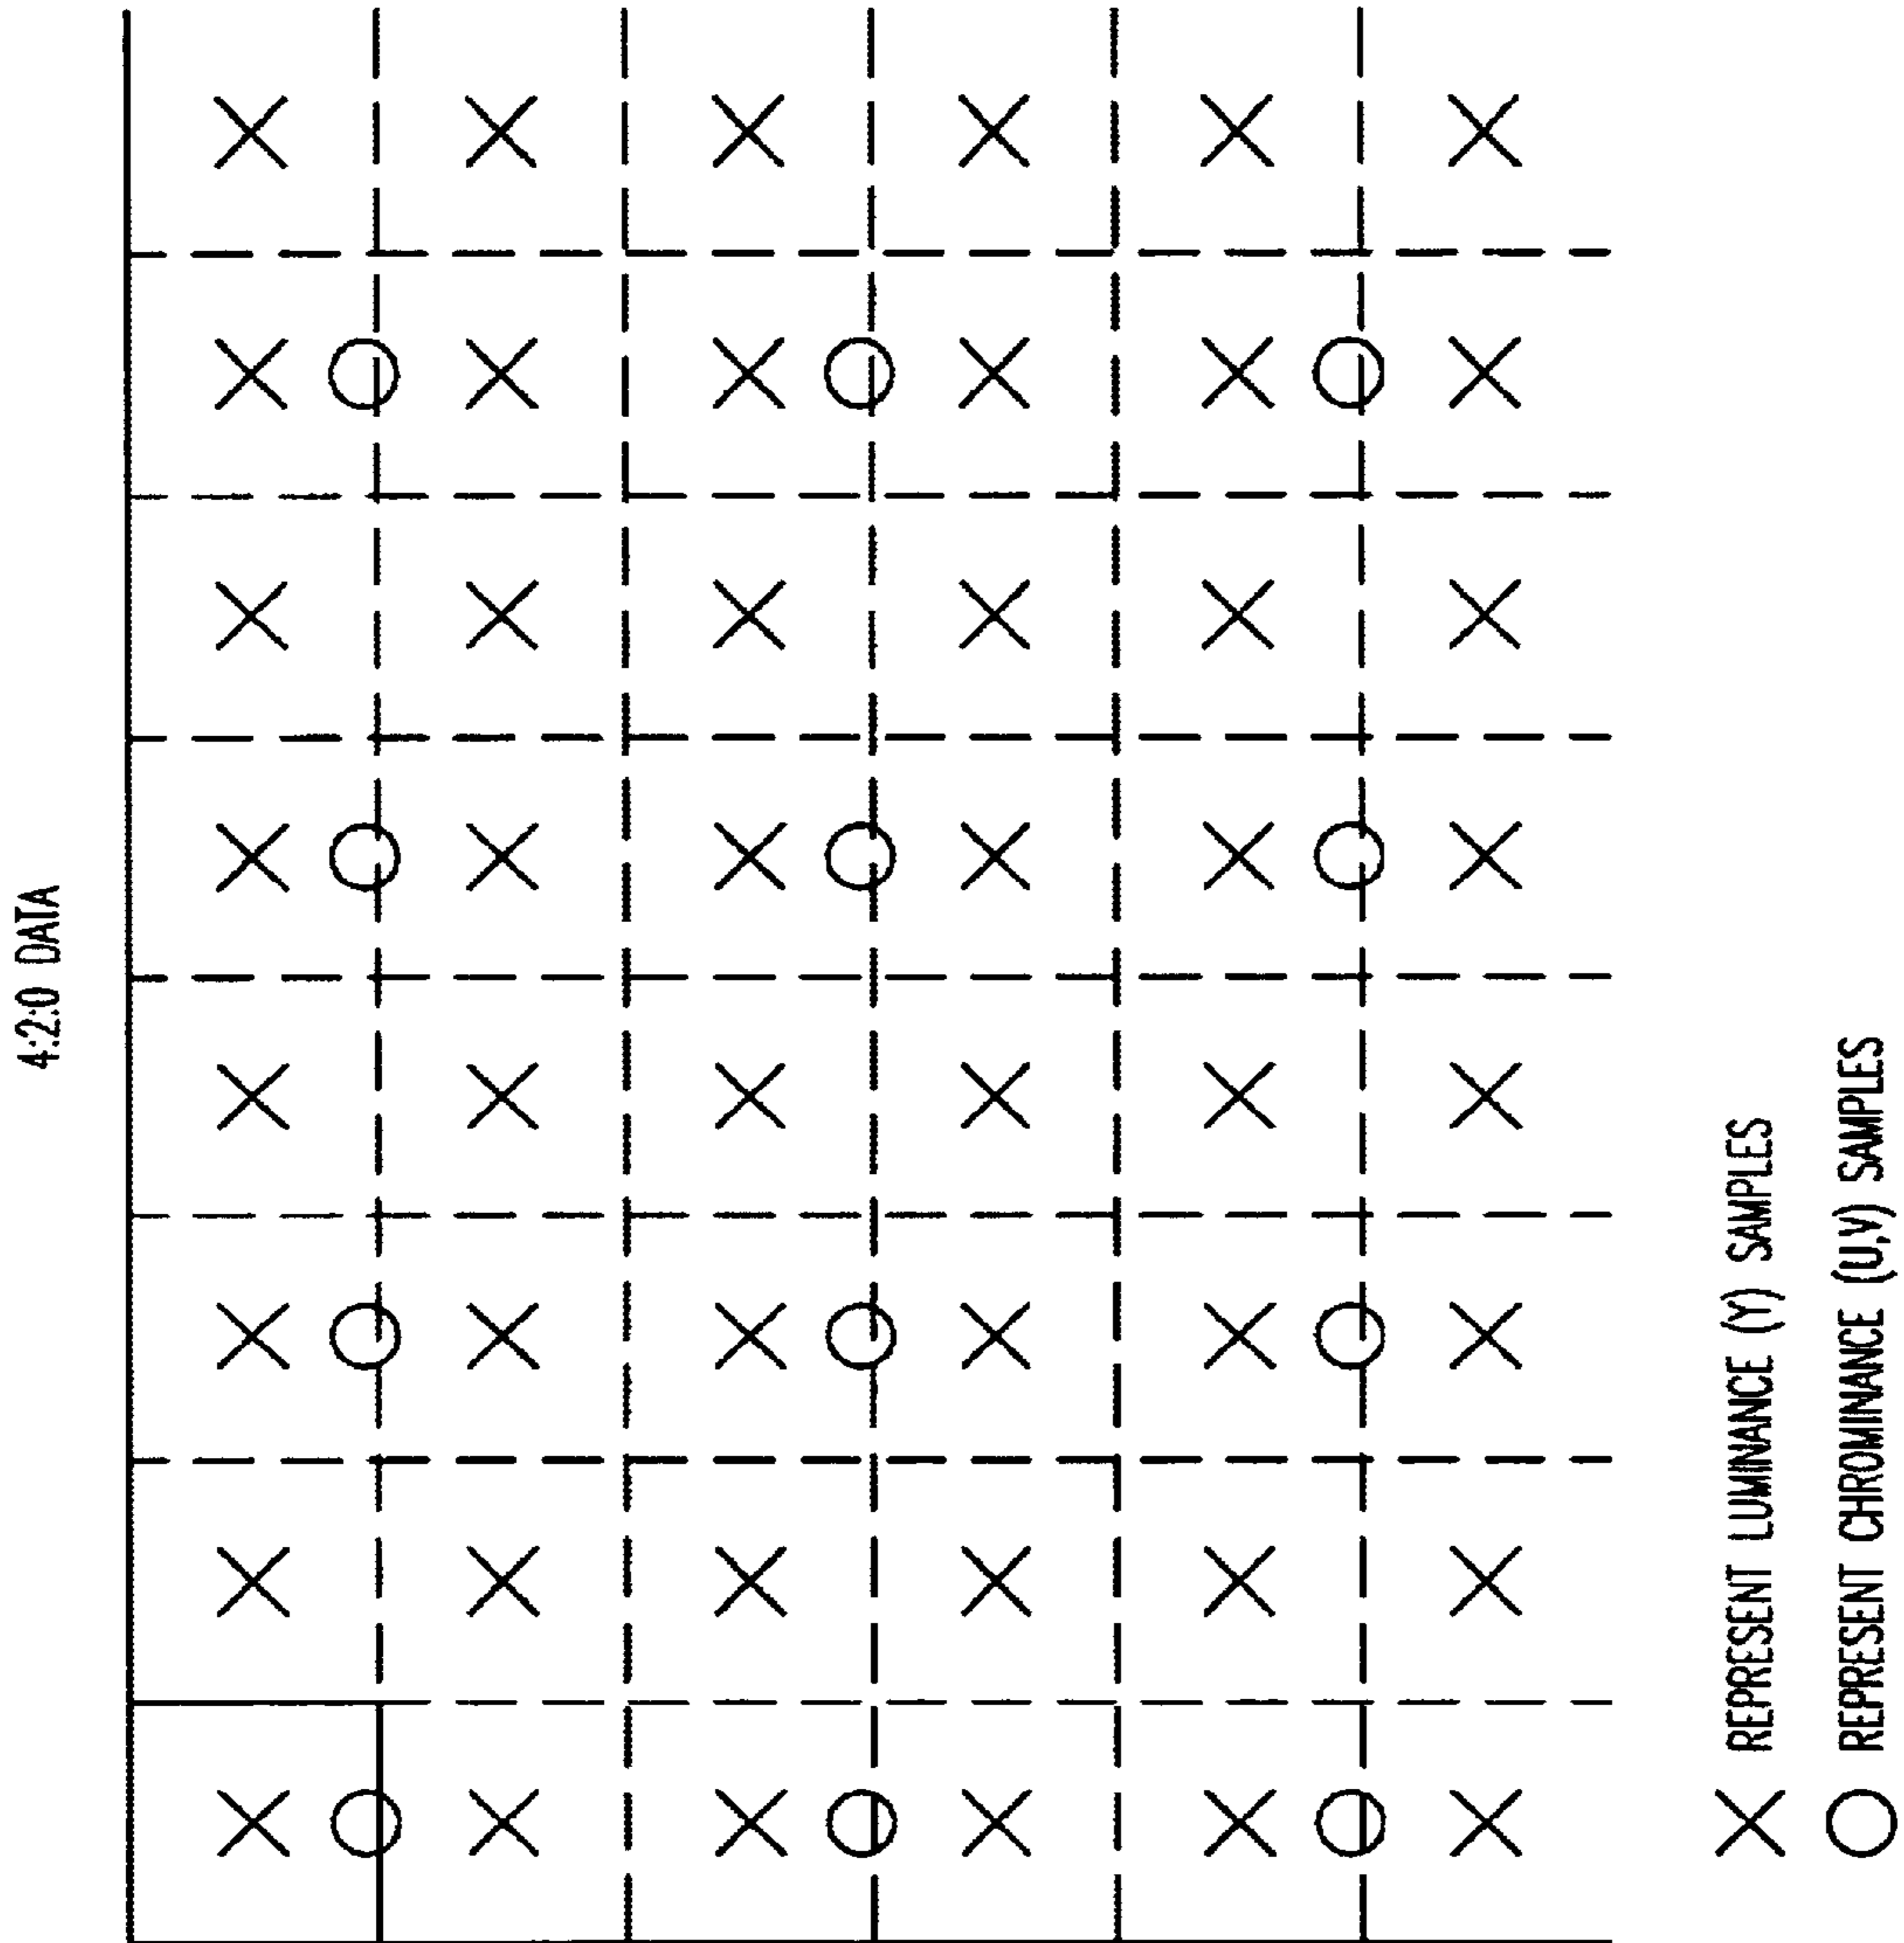 4:2:0 DATA
REPRESENT LUMINANCE (Y) SAMPLES
REPRESENT CHROMINANCE (U,V) SAMPLES